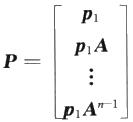 P =
p₁
p₁A
⋮
p₁Aⁿ⁻¹